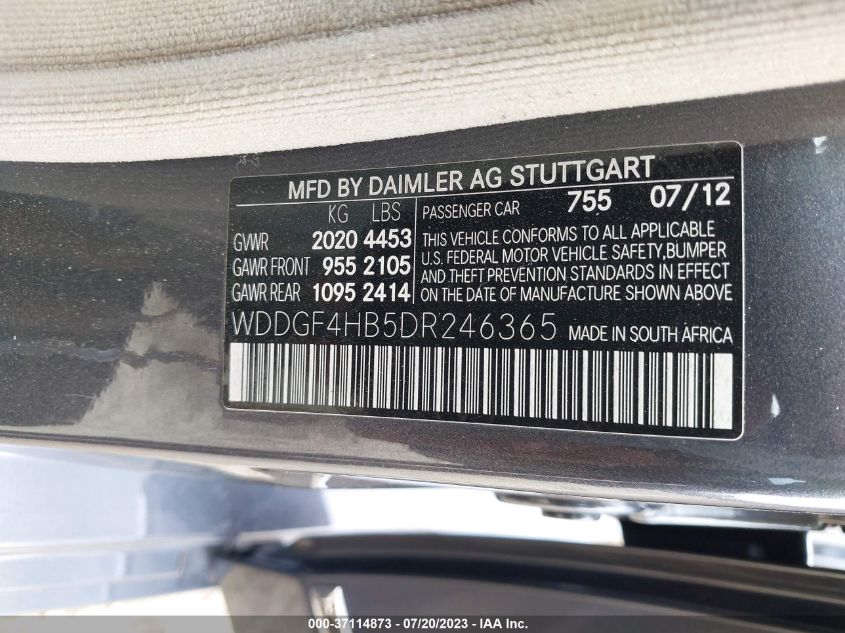 MFD BY DAIMLER AG STUTTGART
KG LBS
GVWR 2020 4453
GAWR FRONT 955 2105
GAWR REAR 1095 2414
PASSENGER CAR 755 07/12
THIS VEHICLE CONFORMS TO ALL APPLICABLE
U.S. FEDERAL MOTOR VEHICLE SAFETY, BUMPER
AND THEFT PREVENTION STANDARDS IN EFFECT
ON THE DATE OF MANUFACTURE SHOWN ABOVE
WDDGF4HB5DR246365 MADE IN SOUTH AFRICA
000-37114873 - 07/20/2023 - IAA Inc.